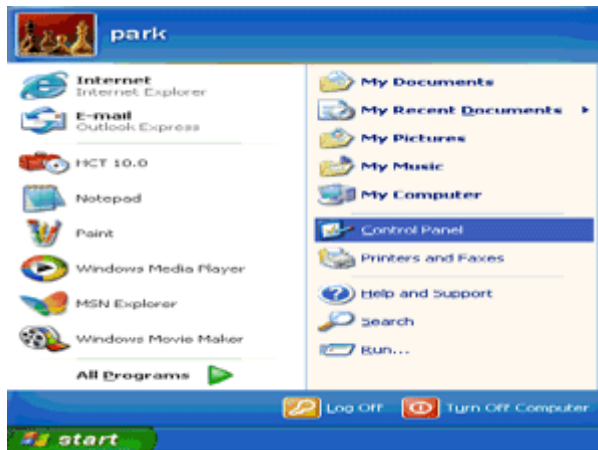 park
Internet
Internet Explorer
E-mail
Outlook Express
HCT 10.0
Notepad
Paint
Windows Media Player
MSN Explorer
Windows Movie Maker
All Programs
My Documents
My Recent Documents
My Pictures
My Music
My Computer
Control Panel
Printers and Faxes
Help and Support
Search
Run...
Log Off
Turn Off Computer
start